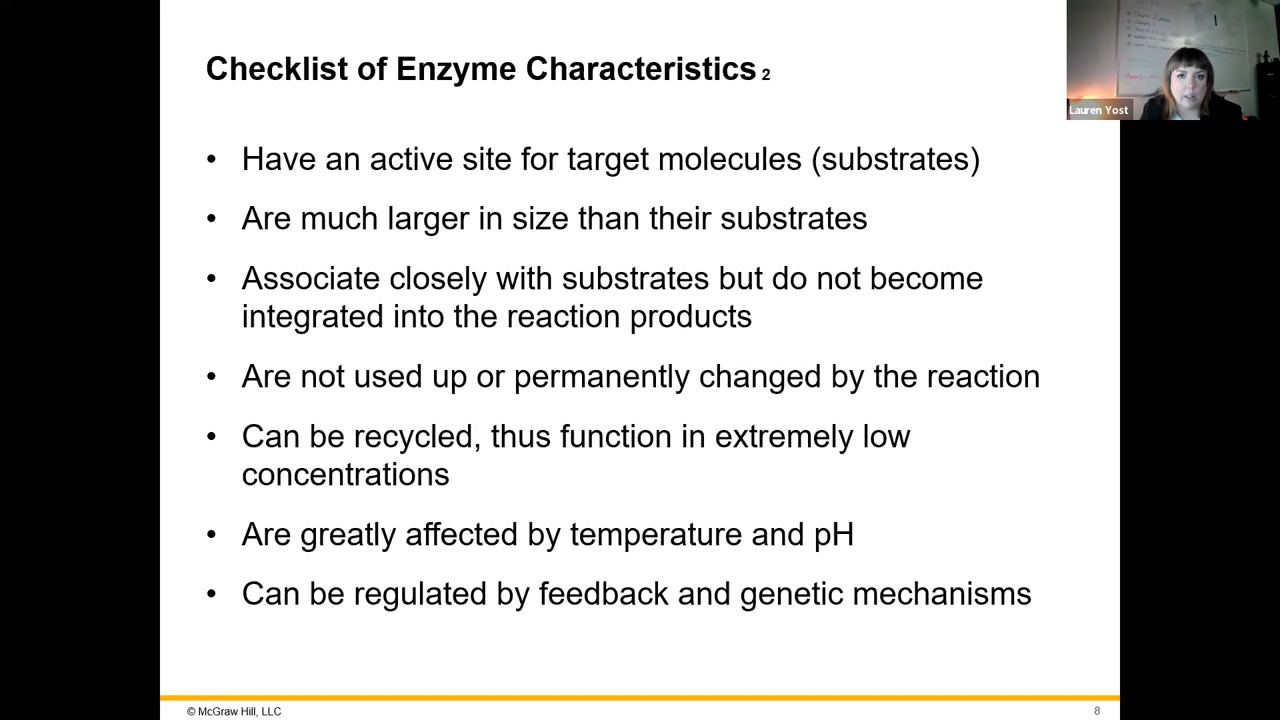 Checklist of Enzyme Characteristics 2
Lauren Yost
• Have an active site for target molecules (substrates)
• Are much larger in size than their substrates
• Associate closely with substrates but do not become
integrated into the reaction products
• Are not used up or permanently changed by the reaction
• Can be recycled, thus function in extremely low
concentrations
• Are greatly affected by temperature and pH
• Can be regulated by feedback and genetic mechanisms
© McGraw Hill, LLC
8